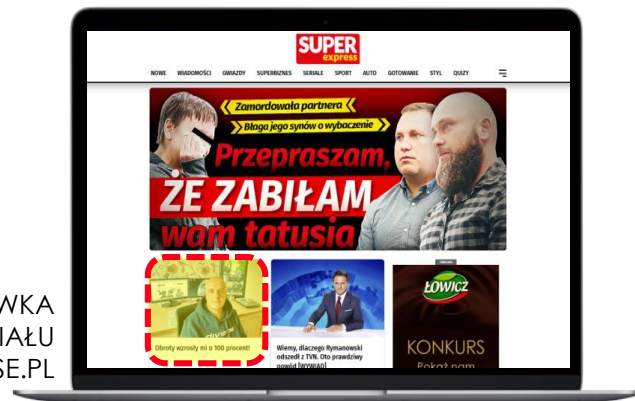 SUPER
express
NOWE WIADOMOŚCI GWIAZDY SUPERBIZNES SERIALE SPORT AUTO GOTOWANIE STYL QUIZY
Zamordowała partnera
Błaga jego synów o wybaczenie
Przepraszam,
ŻE ZABIŁAM
wam tatusia
Obroty wzrosły mi o 100 procent!
Wiemy, dlaczego Rymanowski
odszedł z TVN. Oto prawdziwy
powód [WYWIAD]
ŁOWICZ
KONKURS
Pokaż nam
WKA
IAŁU
SE.PL